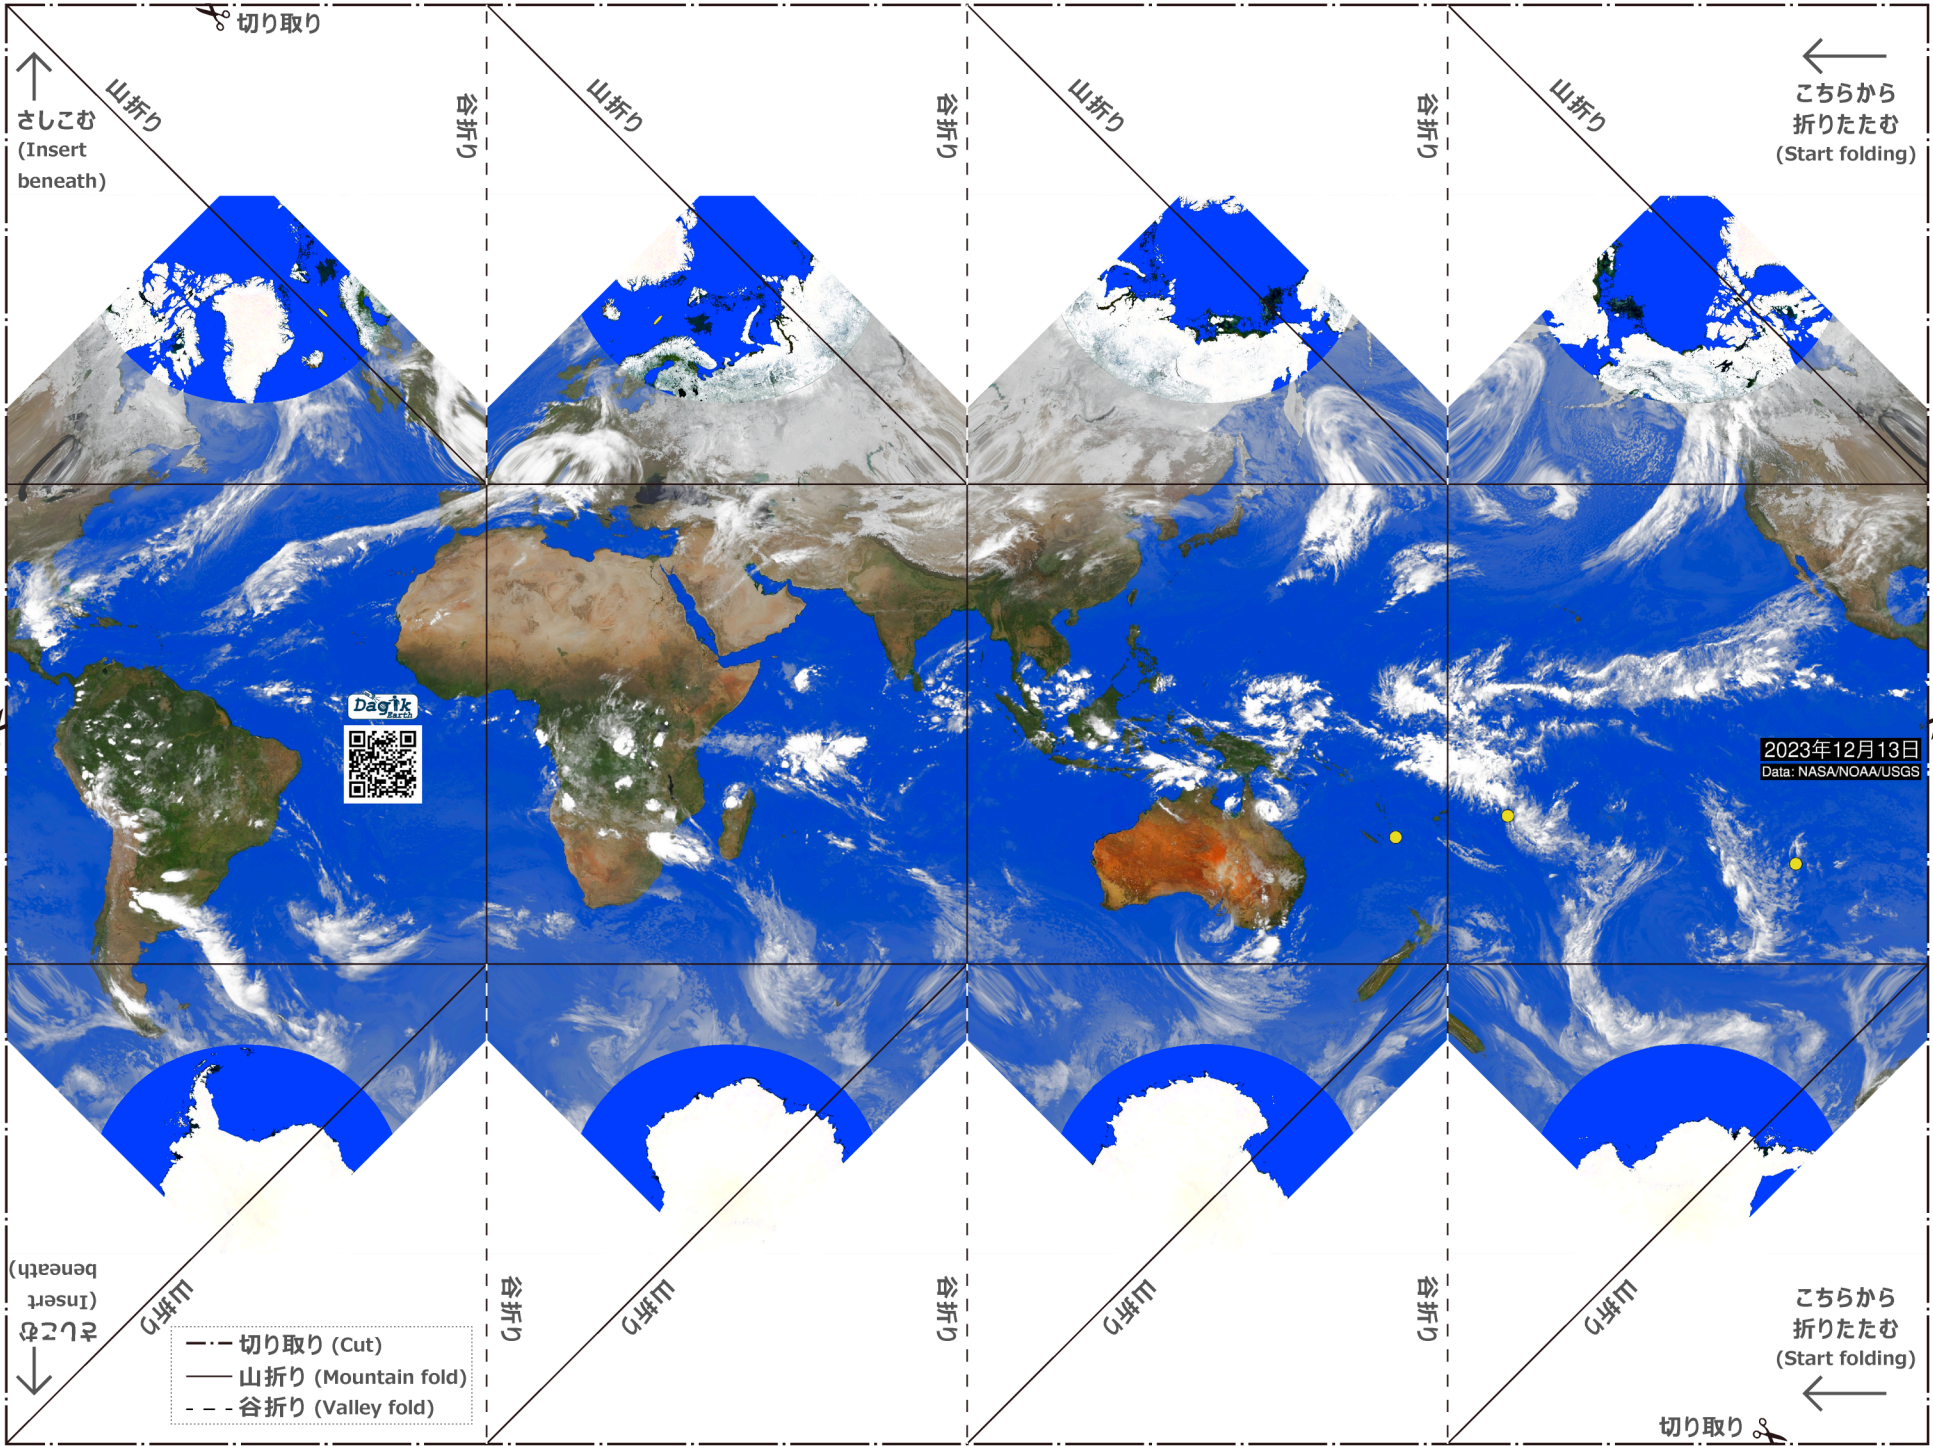 切り取り
山折り
谷折り
山折り
谷折り
山折り
谷折り
山折り
さしこむ
(Insert
beneath)
こちらから
折りたたむ
(Start folding)
Dagik
Earth
2023年12月13日
Data: NASA/NOAA/USGS
さしこむ
(Insert
beneath)
山折り
谷折り
山折り
谷折り
山折り
谷折り
山折り
切り取り (Cut)
山折り (Mountain fold)
谷折り (Valley fold)
こちらから
折りたたむ
(Start folding)
切り取り